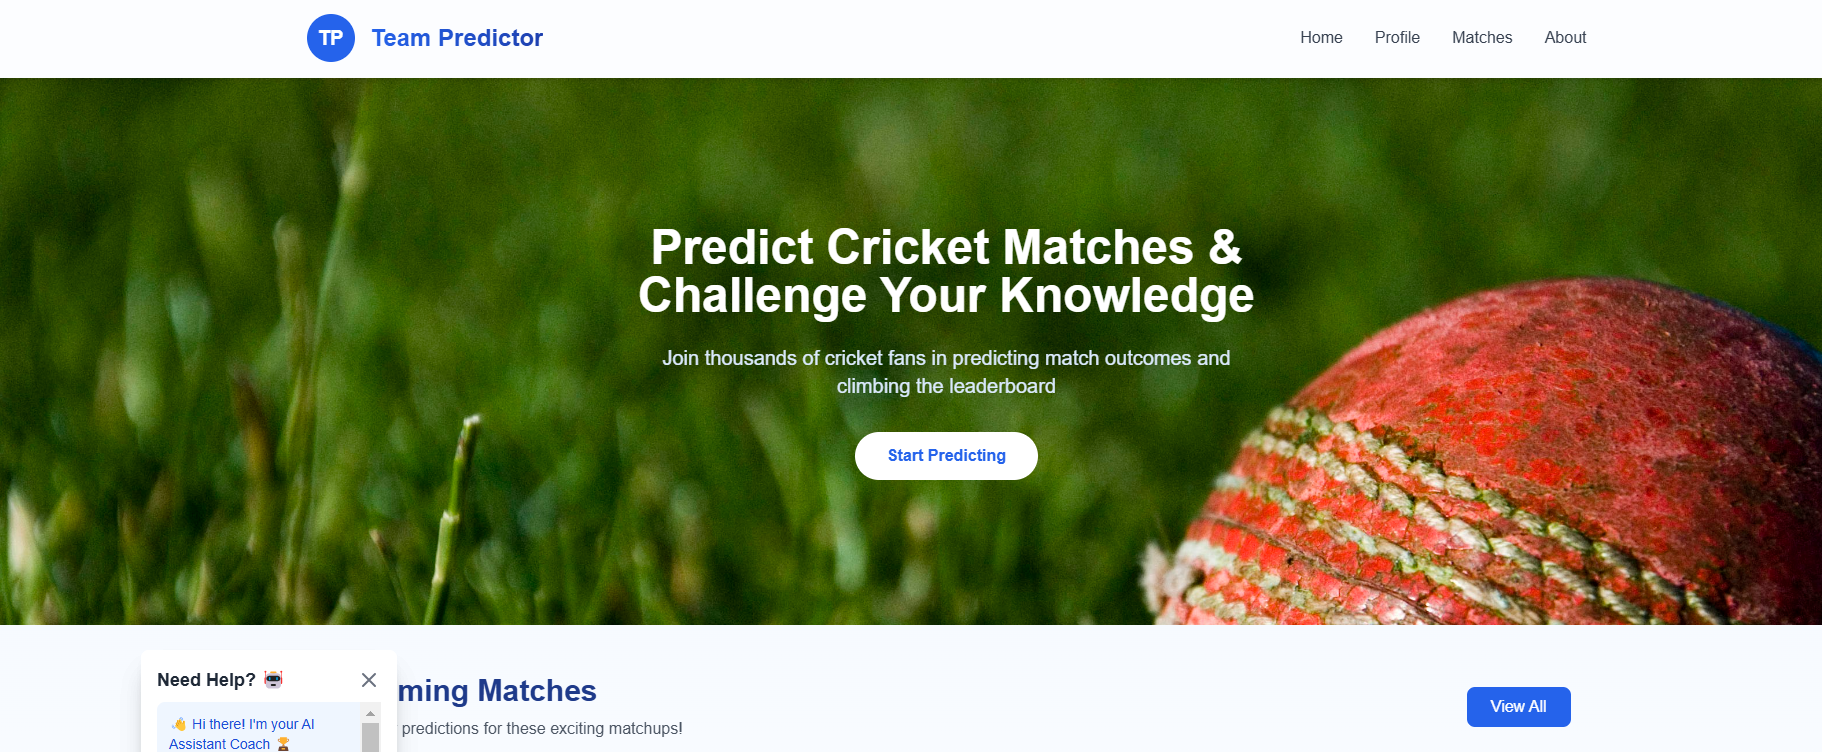 TP
Team Predictor
Home
Profile
Matches
About
Predict Cricket Matches &
Challenge Your Knowledge
Join thousands of cricket fans in predicting match outcomes and
climbing the leaderboard
Start Predicting
Need Help? 🤖
ming Matches
predictions for these exciting matchups!
View All
👋 Hi there! I'm your AI
Assistant Coach 🏆